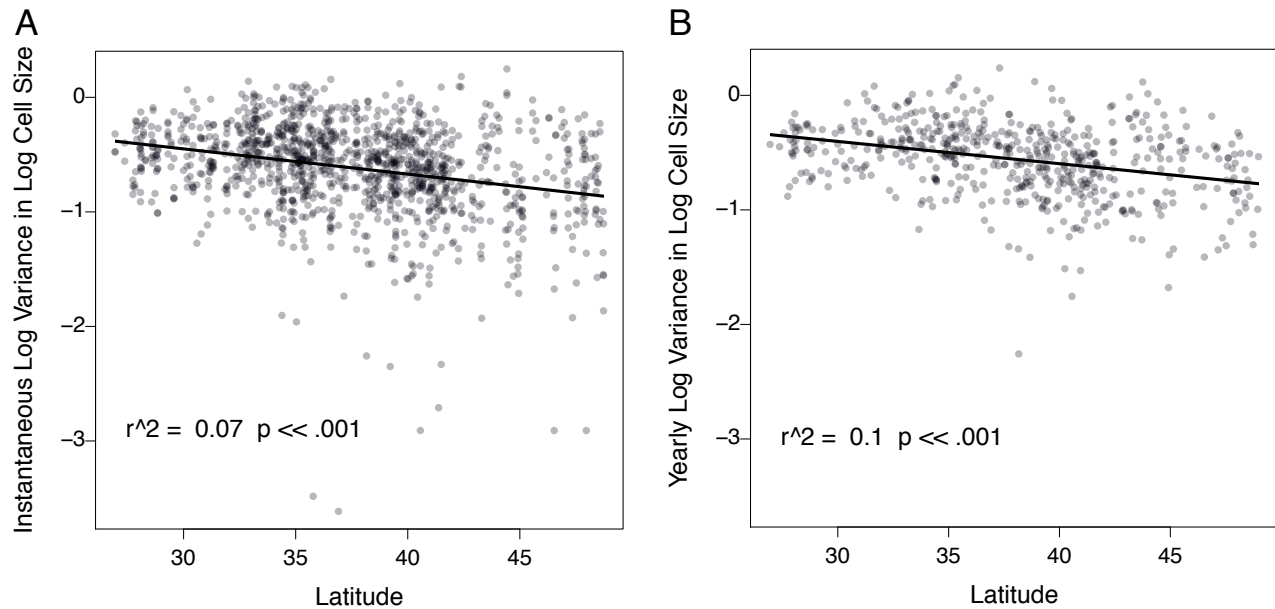 A
Instantaneous Log Variance in Log Cell Size
0
−1
−2
−3
r^2 = 0.07 p << .001
30 35 40 45
Latitude
B
Yearly Log Variance in Log Cell Size
0
−1
−2
−3
r^2 = 0.1 p << .001
30 35 40 45
Latitude